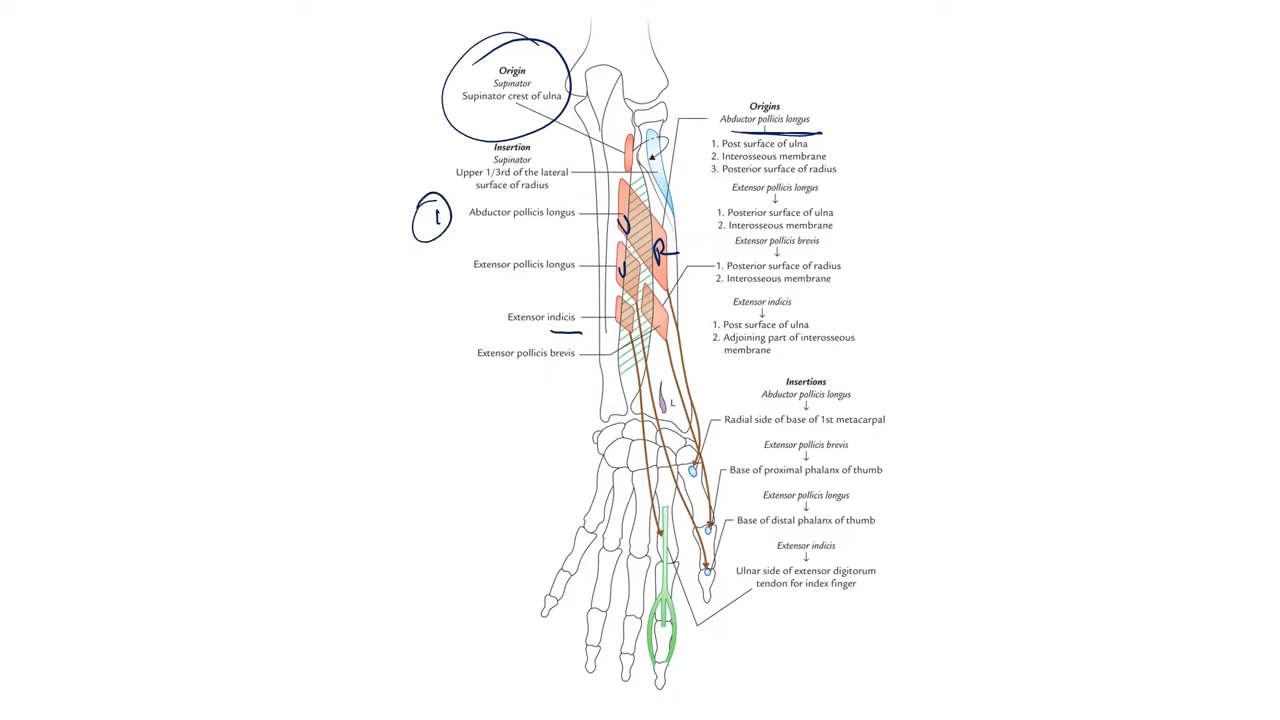 Origin
Supinator
Supinator crest of ulna
Insertion
Supinator
Upper 1/3rd of the lateral
surface of radius
1
Abductor pollicis longus
Extensor pollicis longus
Extensor indicis
Extensor pollicis brevis
U
R
U
L
Origins
Abductor pollicis longus
1. Post surface of ulna
2. Interosseous membrane
3. Posterior surface of radius
Extensor pollicis longus
1. Posterior surface of ulna
2. Interosseous membrane
Extensor pollicis brevis
1. Posterior surface of radius
2. Interosseous membrane
Extensor indicis
1. Post surface of ulna
2. Adjoining part of interosseous
membrane
Insertions
Abductor pollicis longus
Radial side of base of 1st metacarpal
Extensor pollicis brevis
Base of proximal phalanx of thumb
Extensor pollicis longus
Base of distal phalanx of thumb
Extensor indicis
Ulnar side of extensor digitorum
tendon for index finger